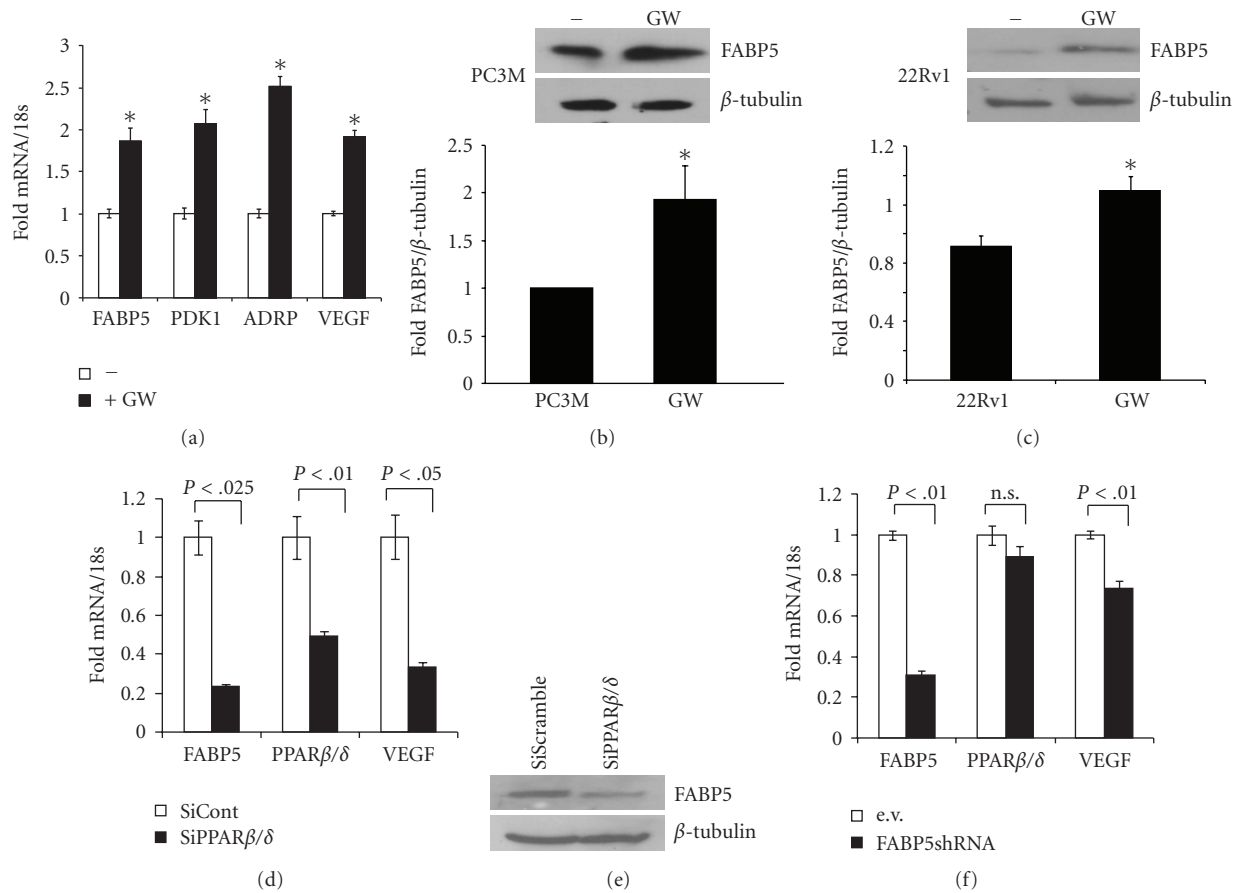 3
2.5
2
1.5
1
0.5
0
Fold mRNA/18s
*
*
*
*
FABP5
PDK1
ADRP
VEGF
−
+ GW
(a)
− GW
PC3M
FABP5
β-tubulin
2.5
2
1.5
1
0.5
0
Fold FABP5/β-tubulin
*
PC3M
GW
(b)
− GW
22Rv1
FABP5
β-tubulin
1.2
1.2
0.8
0.4
0
Fold FABP5/β-tubulin
*
22Rv1
GW
(c)
1.2
1
0.8
0.6
0.4
0.2
0
Fold mRNA/18s
P < .025
P < .01
P < .05
FABP5
PPARβ/δ
VEGF
SiCont
SiPPARβ/δ
(d)
SiScramble
SiPPARβ/δ
FABP5
β-tubulin
(e)
1.2
1
0.8
0.6
0.4
0.2
0
Fold mRNA/18s
P < .01
n.s.
P < .01
FABP5
PPARβ/δ
VEGF
e.v.
FABP5shRNA
(f)